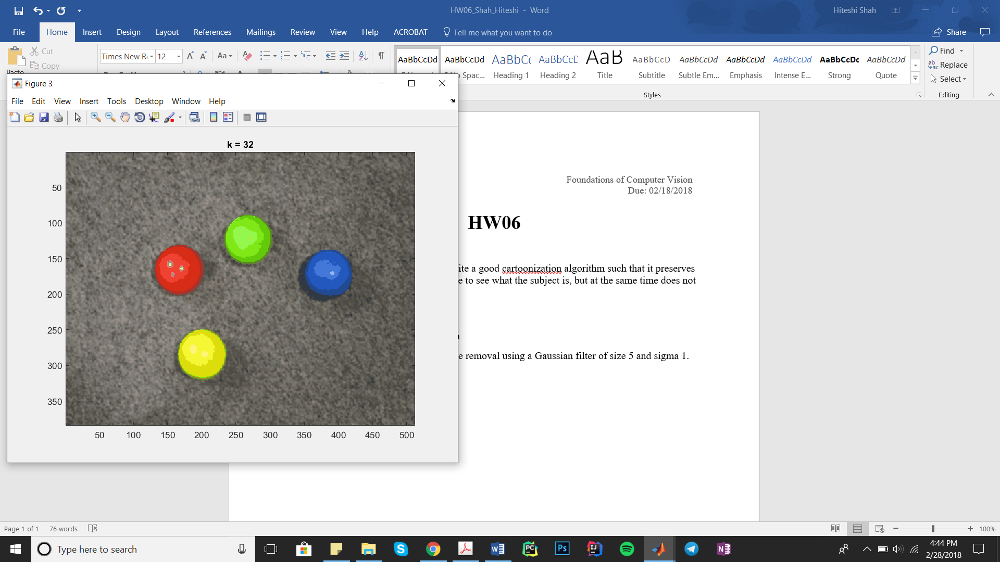 HW06_Shah_Hiteshi - Word
Hiteshi Shah
File Home Insert Design Layout References Mailings Review View Help ACROBAT Tell me what you want to do
Share
Cut
Copy
Times New R
12
Aa
AaBbCcDd AaBbCcDd AaBbCc AaBbCcD AaB AaBbCcD AaBbCcDd AaBbCcDd AaBbCcDd AaBbCcDc AaBbCcDd
Spac... Heading 1 Heading 2 Title Subtitle Subtle Em... Emphasis Intense E... Strong Quote
Styles
Find
Replace
Select
Editing
Figure 3
File Edit View Insert Tools Desktop Window Help
k = 32
50
100
150
200
250
300
350
50 100 150 200 250 300 350 400 450 500
Foundations of Computer Vision
Due: 02/18/2018
HW06
ite a good cartoonization algorithm such that it preserves
e to see what the subject is, but at the same time does not
e removal using a Gaussian filter of size 5 and sigma 1.
Page 1 of 1 76 words
100%
Type here to search
4:44 PM
2/28/2018